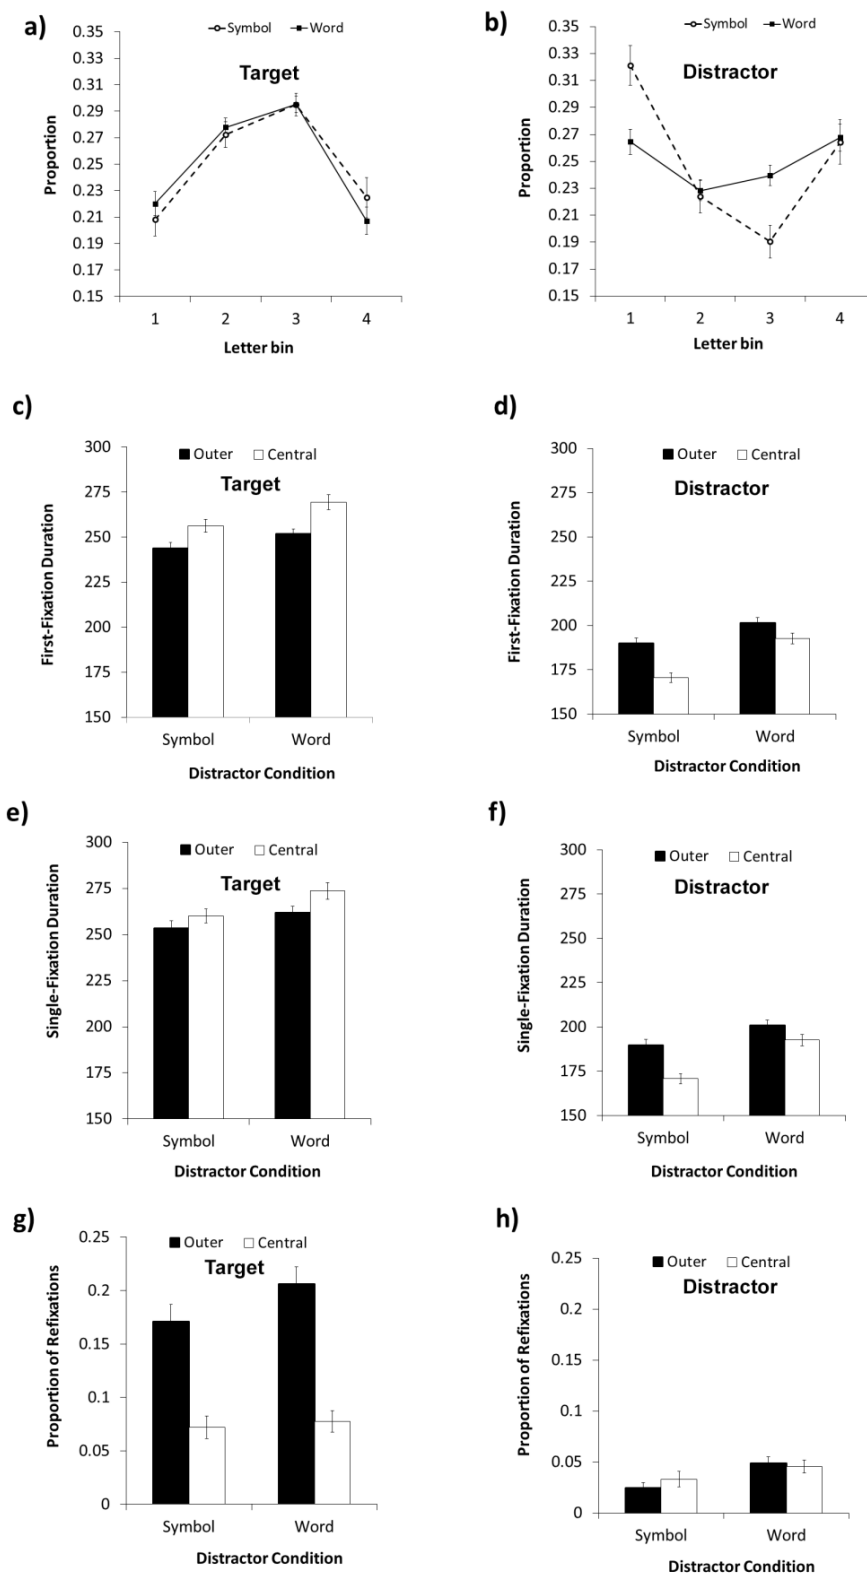 a)
Symbol Word
Target
Proportion
0.35
0.33
0.31
0.29
0.27
0.25
0.23
0.21
0.19
0.17
0.15
1 2 3 4
Letter bin
b)
Symbol Word
Distractor
Proportion
0.35
0.33
0.31
0.29
0.27
0.25
0.23
0.21
0.19
0.17
0.15
1 2 3 4
Letter bin
c)
Outer Central
Target
First-Fixation Duration
300
275
250
225
200
175
150
Symbol Word
Distractor Condition
d)
Outer Central
Distractor
First-Fixation Duration
300
275
250
225
200
175
150
Symbol Word
Distractor Condition
e)
Outer Central
Target
Single-Fixation Duration
300
275
250
225
200
175
150
Symbol Word
Distractor Condition
f)
Outer Central
Distractor
Single-Fixation Duration
300
275
250
225
200
175
150
Symbol Word
Distractor Condition
g)
Outer Central
Target
Proportion of Refixations
0.25
0.2
0.15
0.1
0.05
0
Symbol Word
Distractor Condition
h)
Outer Central
Distractor
Proportion of Refixations
0.25
0.2
0.15
0.1
0.05
0
Symbol Word
Distractor Condition